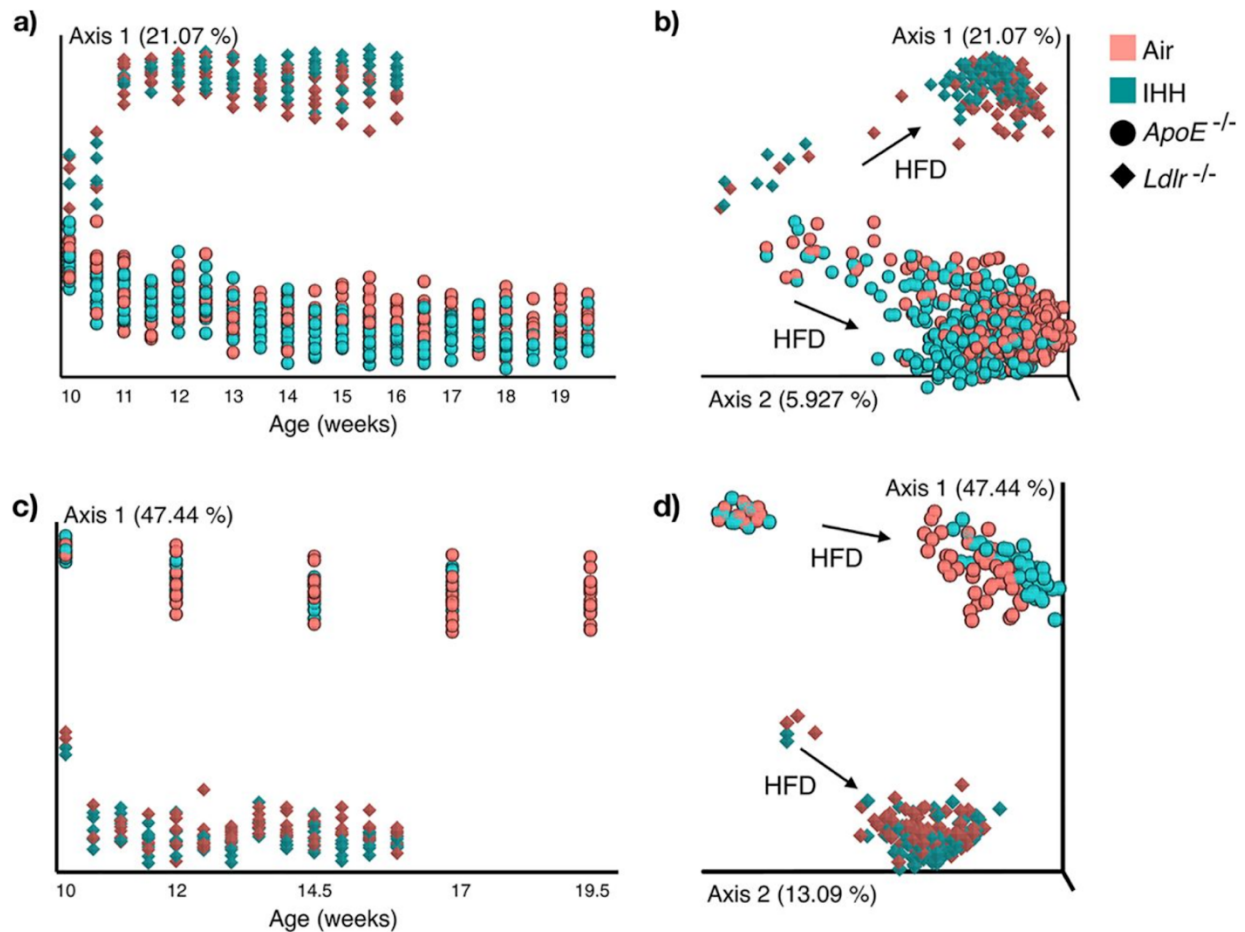 a)
Axis 1 (21.07 %)
10 11 12 13 14 15 16 17 18 19
Age (weeks)
b)
Axis 1 (21.07 %)
HFD
HFD
Axis 2 (5.927 %)
Air
IHH
ApoE -/-
Ldlr -/-
c)
Axis 1 (47.44 %)
10 12 14.5 17 19.5
Age (weeks)
d)
Axis 1 (47.44 %)
HFD
HFD
Axis 2 (13.09 %)